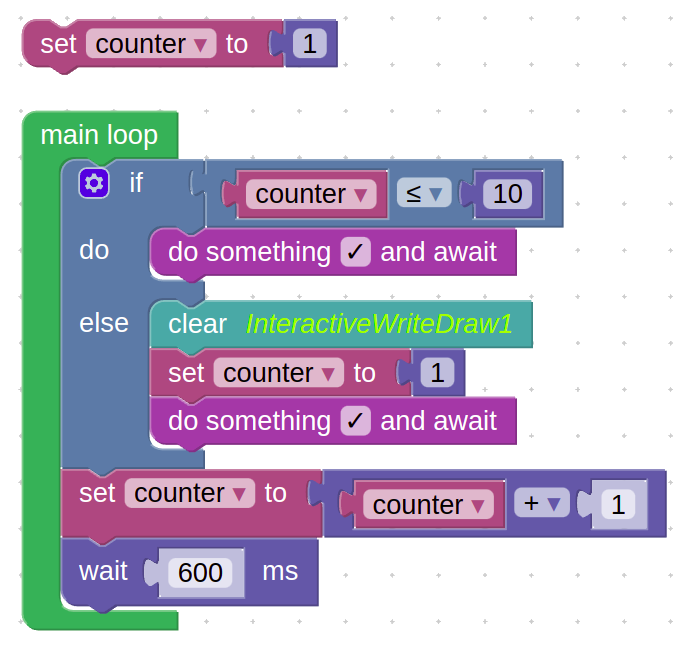 set counter ▾ to 1
main loop
if counter ▾ ≤ ▾ 10
do do something ✓ and await
else clear InteractiveWriteDraw1
set counter ▾ to 1
do something ✓ and await
set counter ▾ to counter ▾ + ▾ 1
wait 600 ms